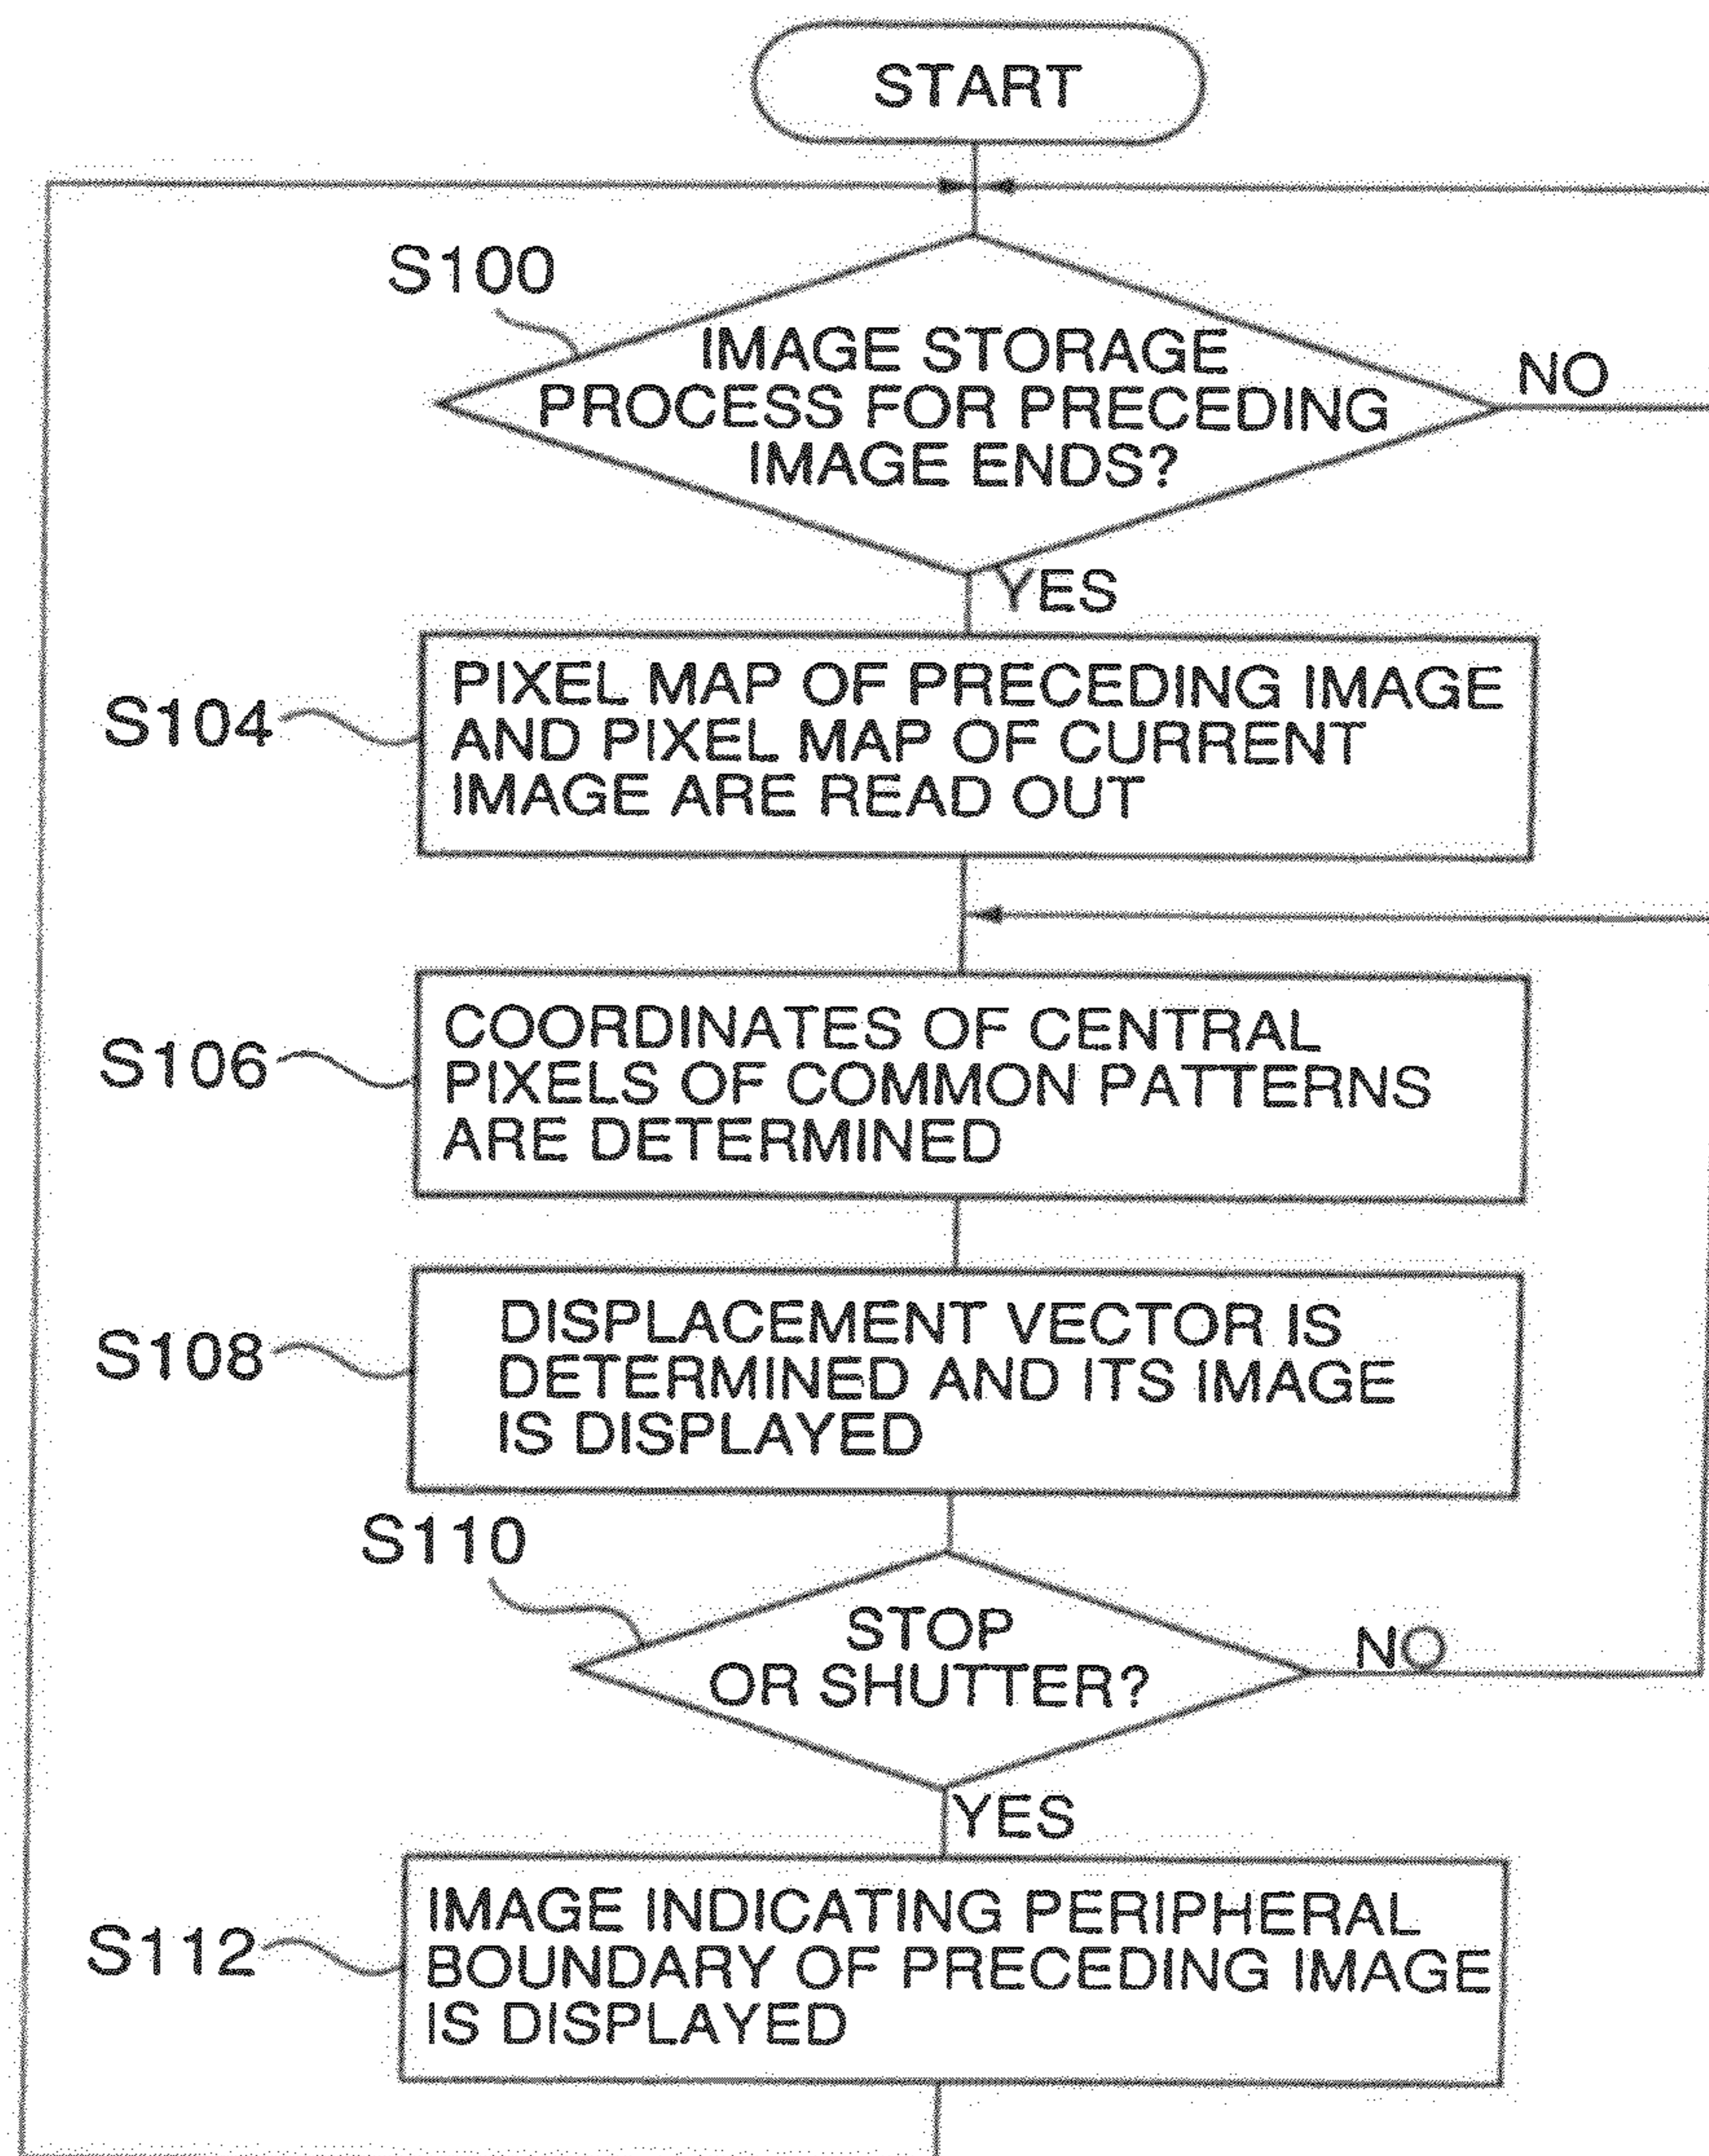 START
S100
IMAGE STORAGE
PROCESS FOR PRECEDING
IMAGE ENDS?
NO
YES
S104
PIXEL MAP OF PRECEDING IMAGE
AND PIXEL MAP OF CURRENT
IMAGE ARE READ OUT
S106
COORDINATES OF CENTRAL
PIXELS OF COMMON PATTERNS
ARE DETERMINED
S108
DISPLACEMENT VECTOR IS
DETERMINED AND ITS IMAGE
IS DISPLAYED
S110
STOP
OR SHUTTER?
NO
YES
S112
IMAGE INDICATING PERIPHERAL
BOUNDARY OF PRECEDING IMAGE
IS DISPLAYED